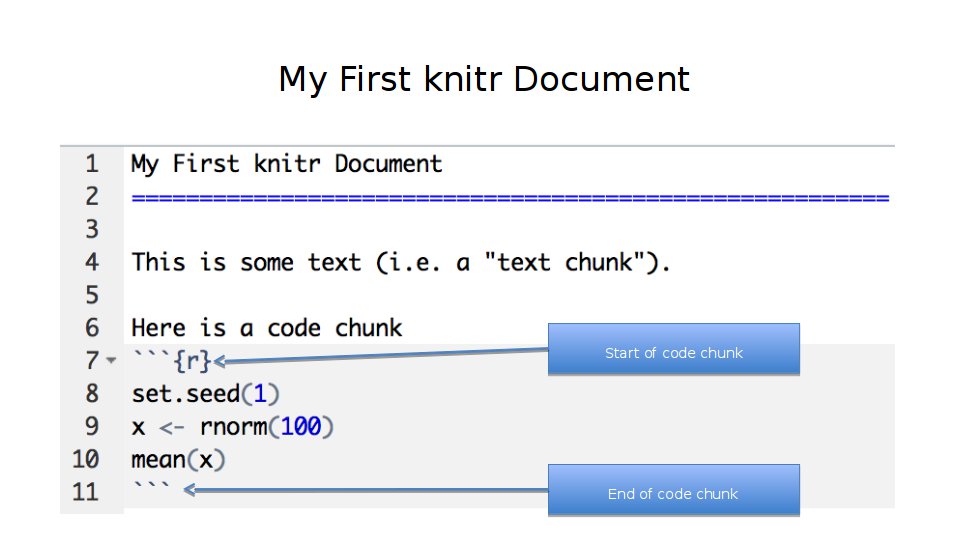 My First knitr Document
1 My First knitr Document
2 ========================================================
3
4 This is some text (i.e. a "text chunk").
5
6 Here is a code chunk
7 ```{r}
Start of code chunk
8 set.seed(1)
9 x <- rnorm(100)
10 mean(x)
11 ```
End of code chunk